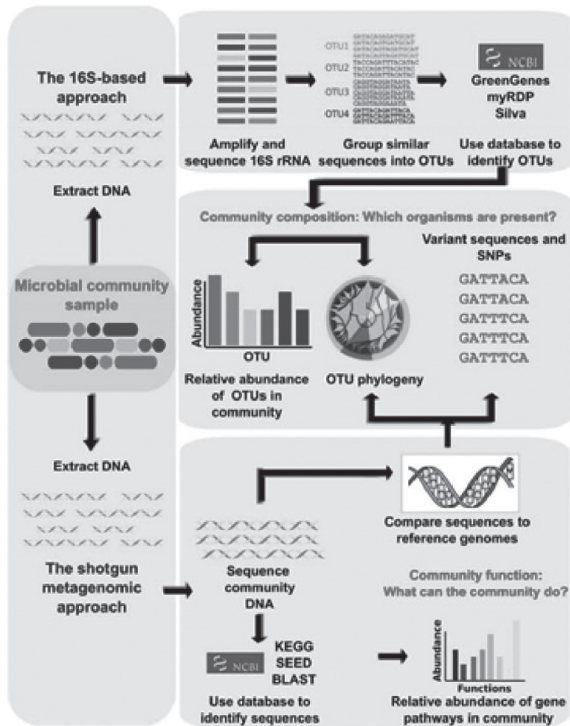 The 16S-based
approach
Extract DNA
Microbial community
sample
Extract DNA
The shotgun
metagenomic
approach
Amplify and
sequence 16S rRNA
OTU1
OTU2
OTU3
OTU4
Group similar
sequences into OTUs
NCBI
GreenGenes
myRDP
Silva
Use database to
identify OTUs
Community composition: Which organisms are present?
Abundance
OTU
Relative abundance
of OTUs in
community
OTU phylogeny
Variant sequences and
SNPs
GATTACA
GATTACA
GATTTCA
GATTTCA
GATTTCA
Sequence
community
DNA
Compare sequences to
reference genomes
NCBI
KEGG
SEED
BLAST
Use database to
identify sequences
Community function:
What can the community do?
Abundance
Functions
Relative abundance of gene
pathways in community